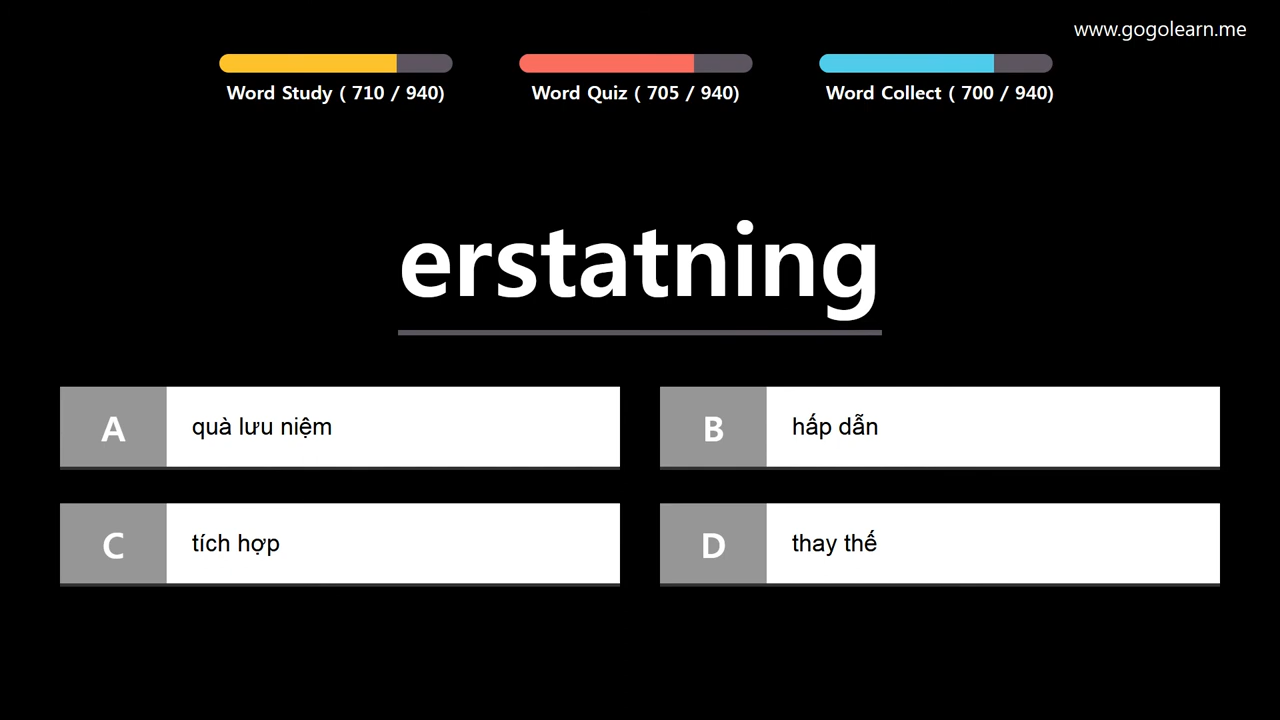 www.gogolearn.me
Word Study ( 710 / 940)
Word Quiz ( 705 / 940)
Word Collect ( 700 / 940)
erstatning
A quà lưu niệm
B hấp dẫn
C tích hợp
D thay thế